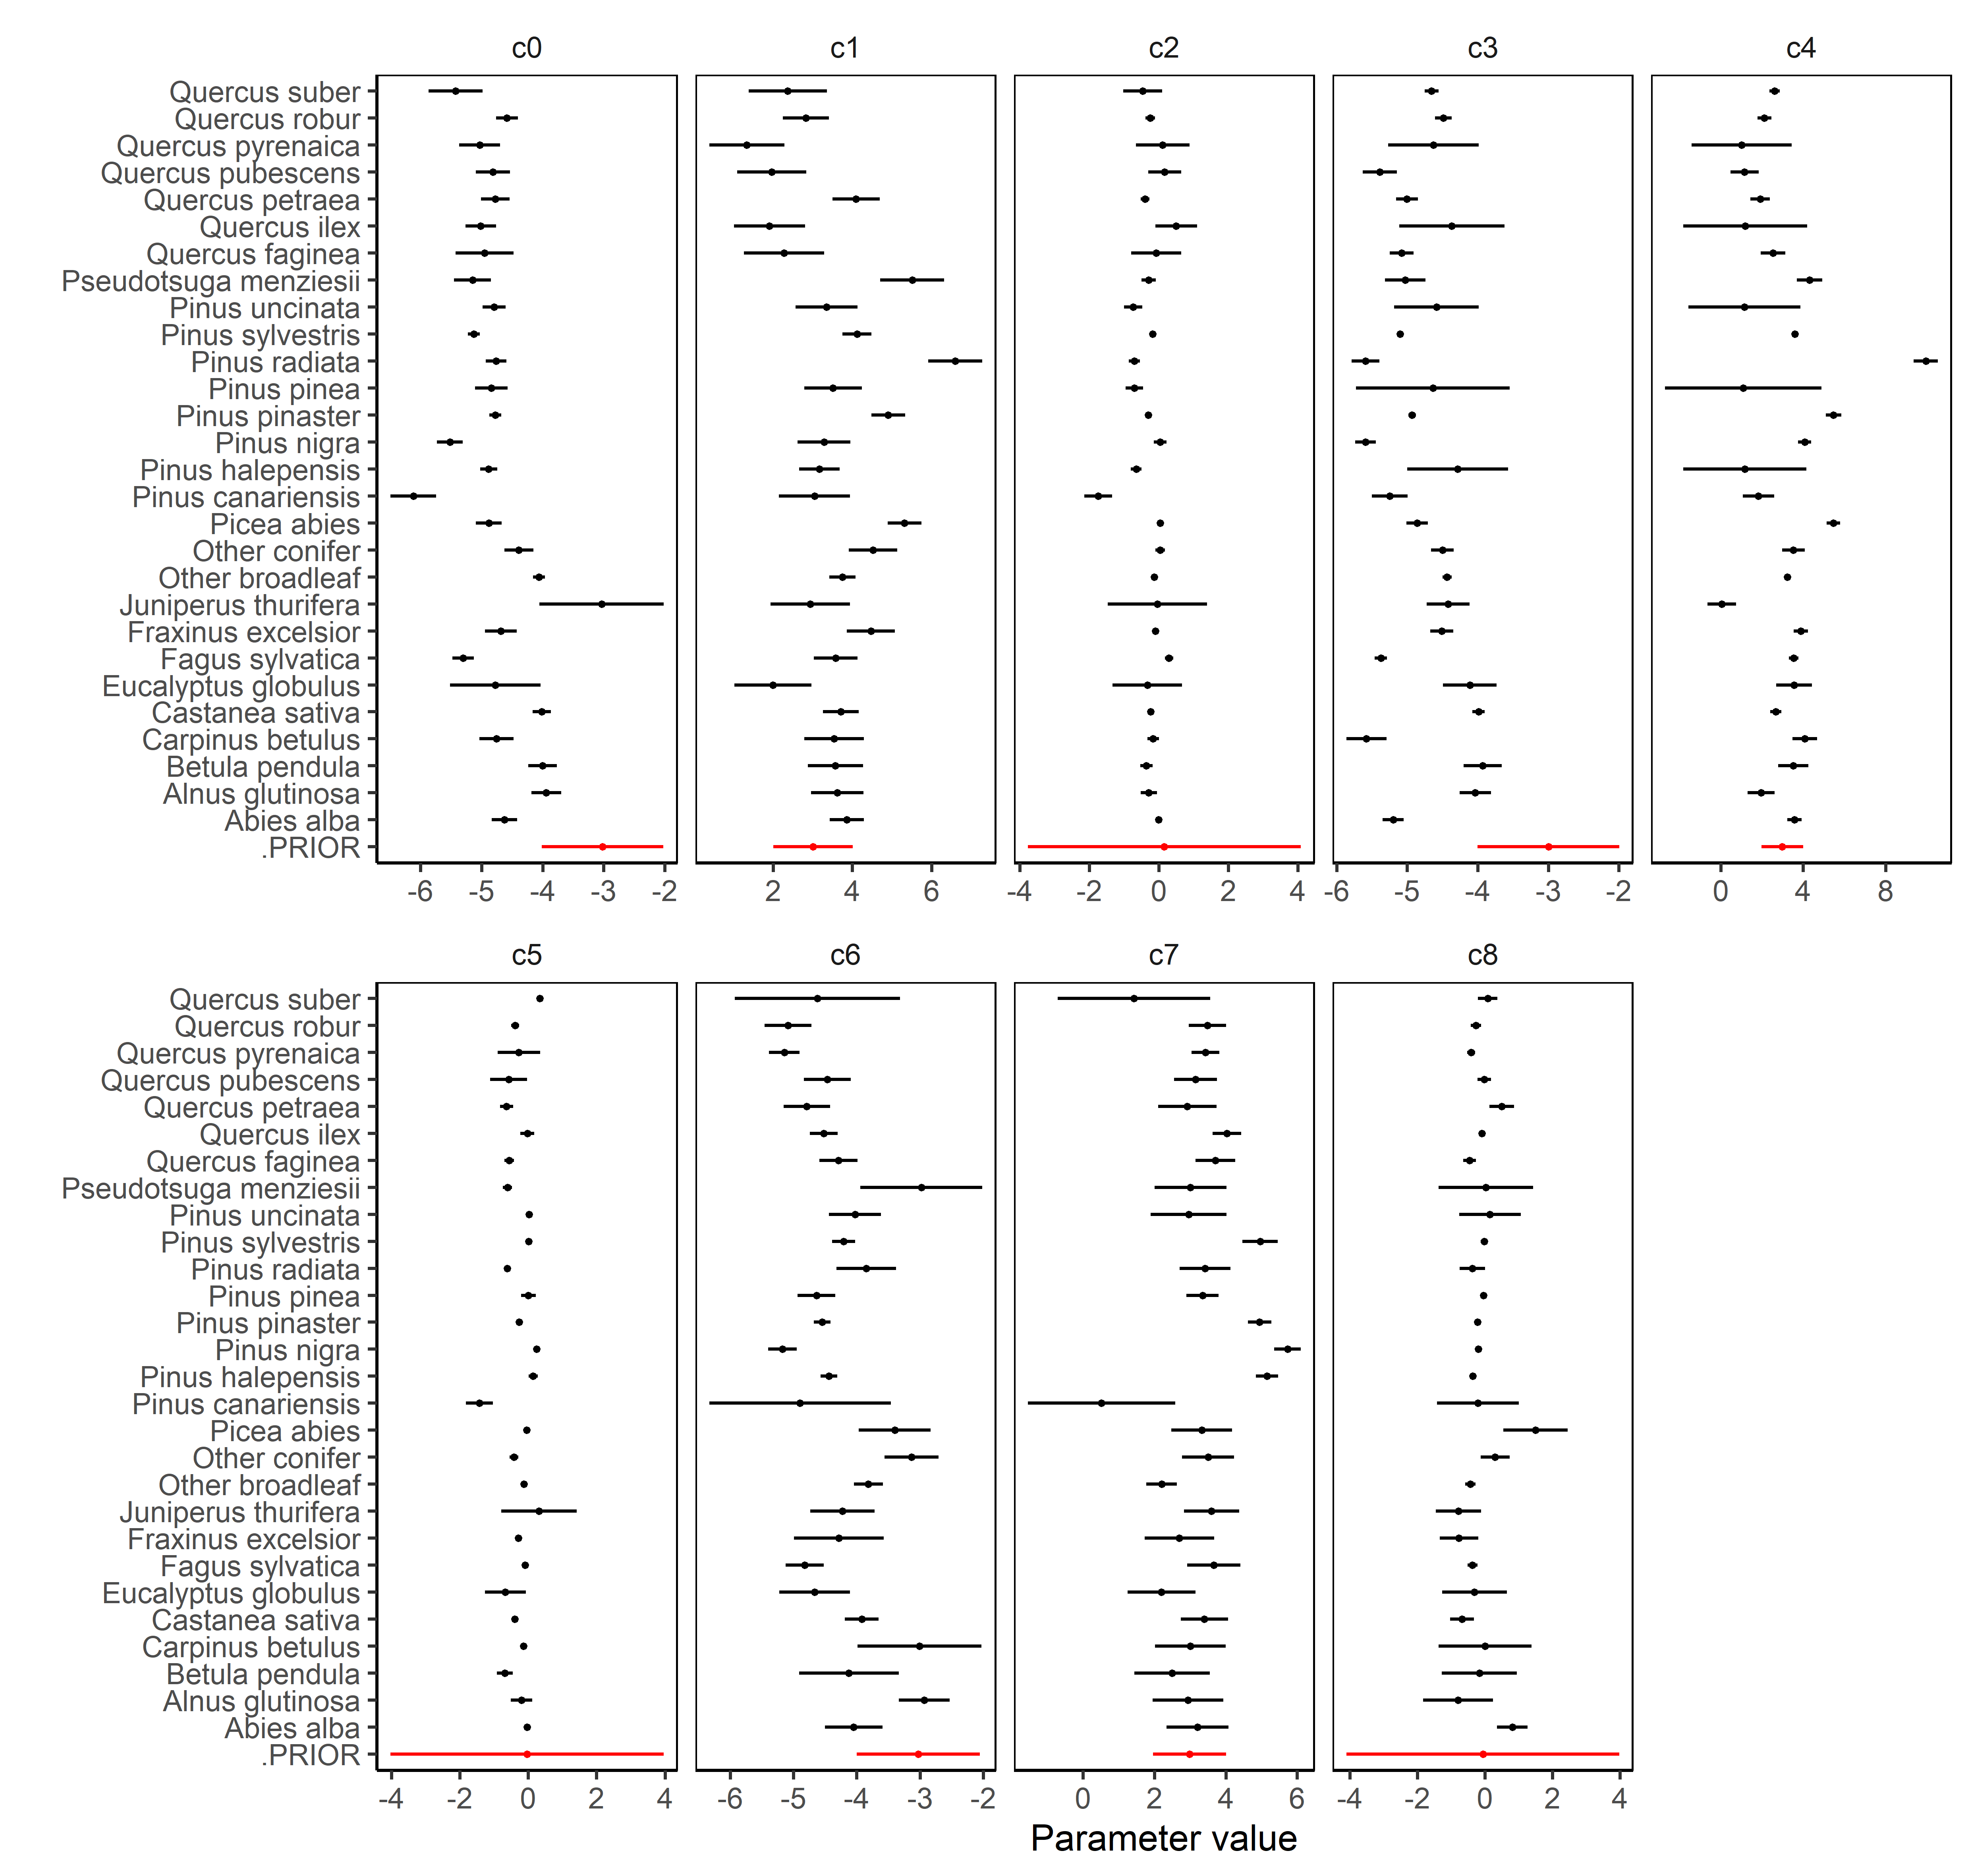 c0 c1 c2 c3 c4
Quercus suber
Quercus robur
Quercus pyrenaica
Quercus pubescens
Quercus petraea
Quercus ilex
Quercus faginea
Pseudotsuga menziesii
Pinus uncinata
Pinus sylvestris
Pinus radiata
Pinus pinea
Pinus pinaster
Pinus nigra
Pinus halepensis
Pinus canariensis
Picea abies
Other conifer
Other broadleaf
Juniperus thurifera
Fraxinus excelsior
Fagus sylvatica
Eucalyptus globulus
Castanea sativa
Carpinus betulus
Betula pendula
Alnus glutinosa
Abies alba
.PRIOR
-6 -5 -4 -3 -2 2 4 6 -4 -2 0 2 4 -6 -5 -4 -3 -2 0 4 8
c5 c6 c7 c8
Quercus suber
Quercus robur
Quercus pyrenaica
Quercus pubescens
Quercus petraea
Quercus ilex
Quercus faginea
Pseudotsuga menziesii
Pinus uncinata
Pinus sylvestris
Pinus radiata
Pinus pinea
Pinus pinaster
Pinus nigra
Pinus halepensis
Pinus canariensis
Picea abies
Other conifer
Other broadleaf
Juniperus thurifera
Fraxinus excelsior
Fagus sylvatica
Eucalyptus globulus
Castanea sativa
Carpinus betulus
Betula pendula
Alnus glutinosa
Abies alba
.PRIOR
-4 -2 0 2 4 -6 -5 -4 -3 -2 0 2 4 6 -4 -2 0 2 4
Parameter value